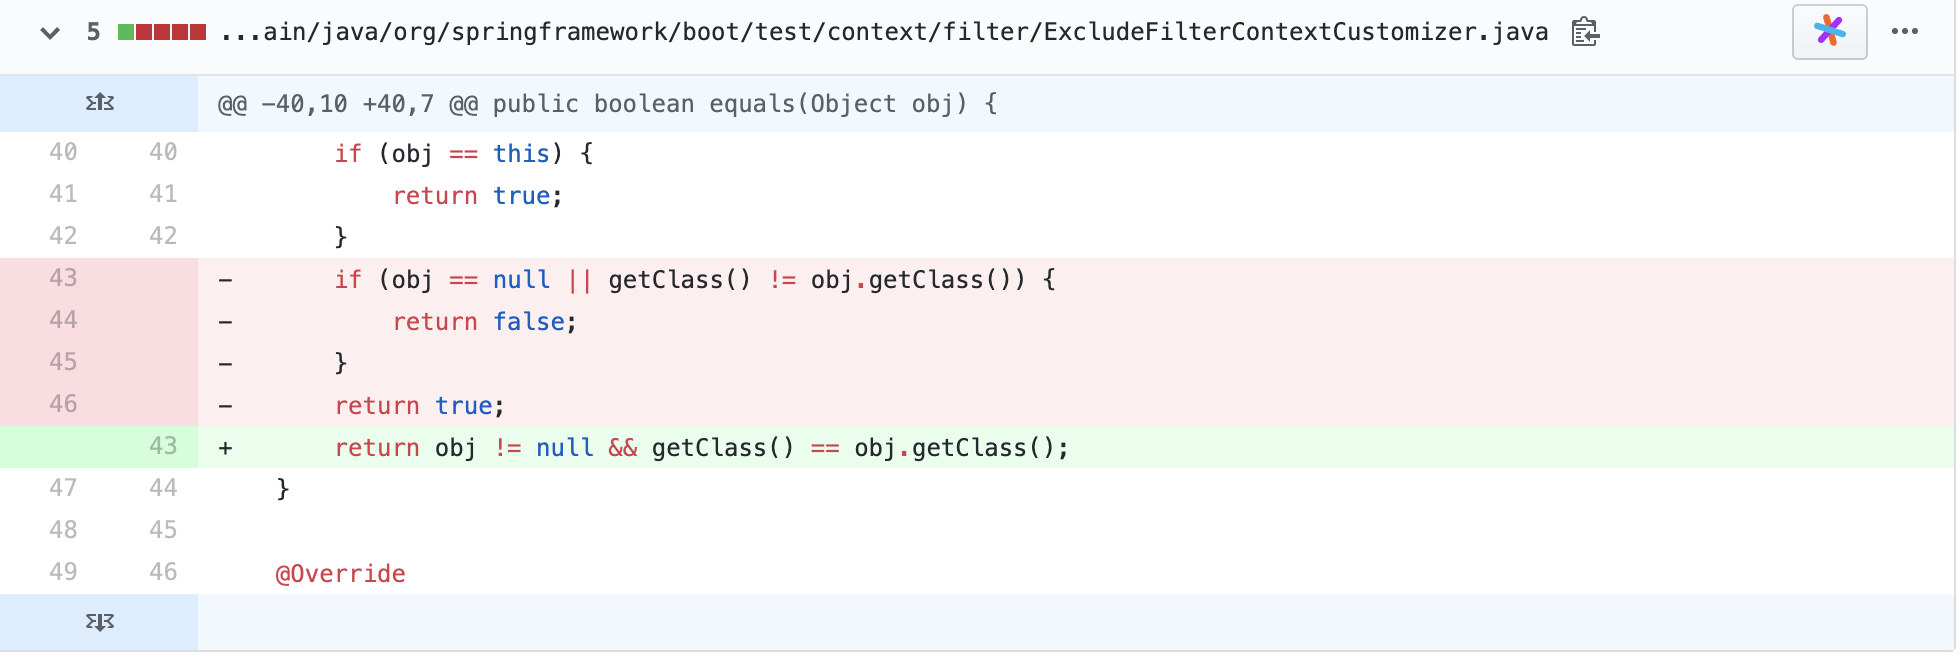 5 ...ain/java/org/springframework/boot/test/context/filter/ExcludeFilterContextCustomizer.java
@@ -40,10 +40,7 @@ public boolean equals(Object obj) {
40 40 if (obj == this) {
41 41 return true;
42 42 }
43 - if (obj == null || getClass() != obj.getClass()) {
44 - return false;
45 - }
46 - return true;
43 + return obj != null && getClass() == obj.getClass();
47 44 }
48 45
49 46 @Override